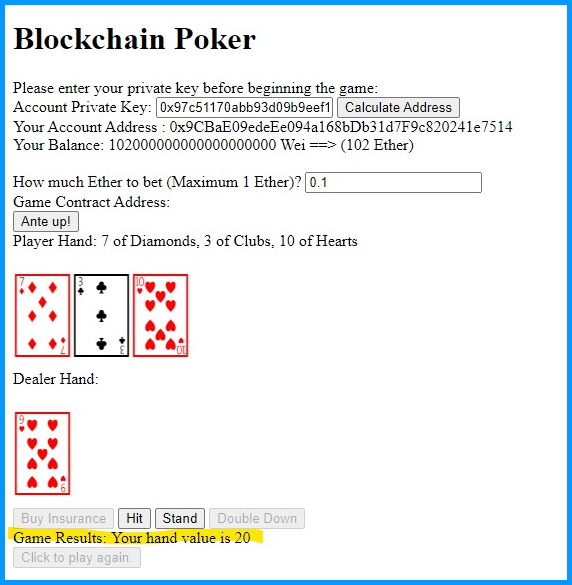 Blockchain Poker
Please enter your private key before beginning the game:
Account Private Key: 0x97c51170abb93d09b9eef1 Calculate Address
Your Account Address : 0x9CBaE09edeEe094a168bDb31d7F9c820241e7514
Your Balance: 102000000000000000000 Wei ==> (102 Ether)
How much Ether to bet (Maximum 1 Ether)? 0.1
Game Contract Address:
Ante up!
Player Hand: 7 of Diamonds, 3 of Clubs, 10 of Hearts
7 3 10
7 3 10
Dealer Hand:
9
9
Buy Insurance Hit Stand Double Down
Game Results: Your hand value is 20
Click to play again.